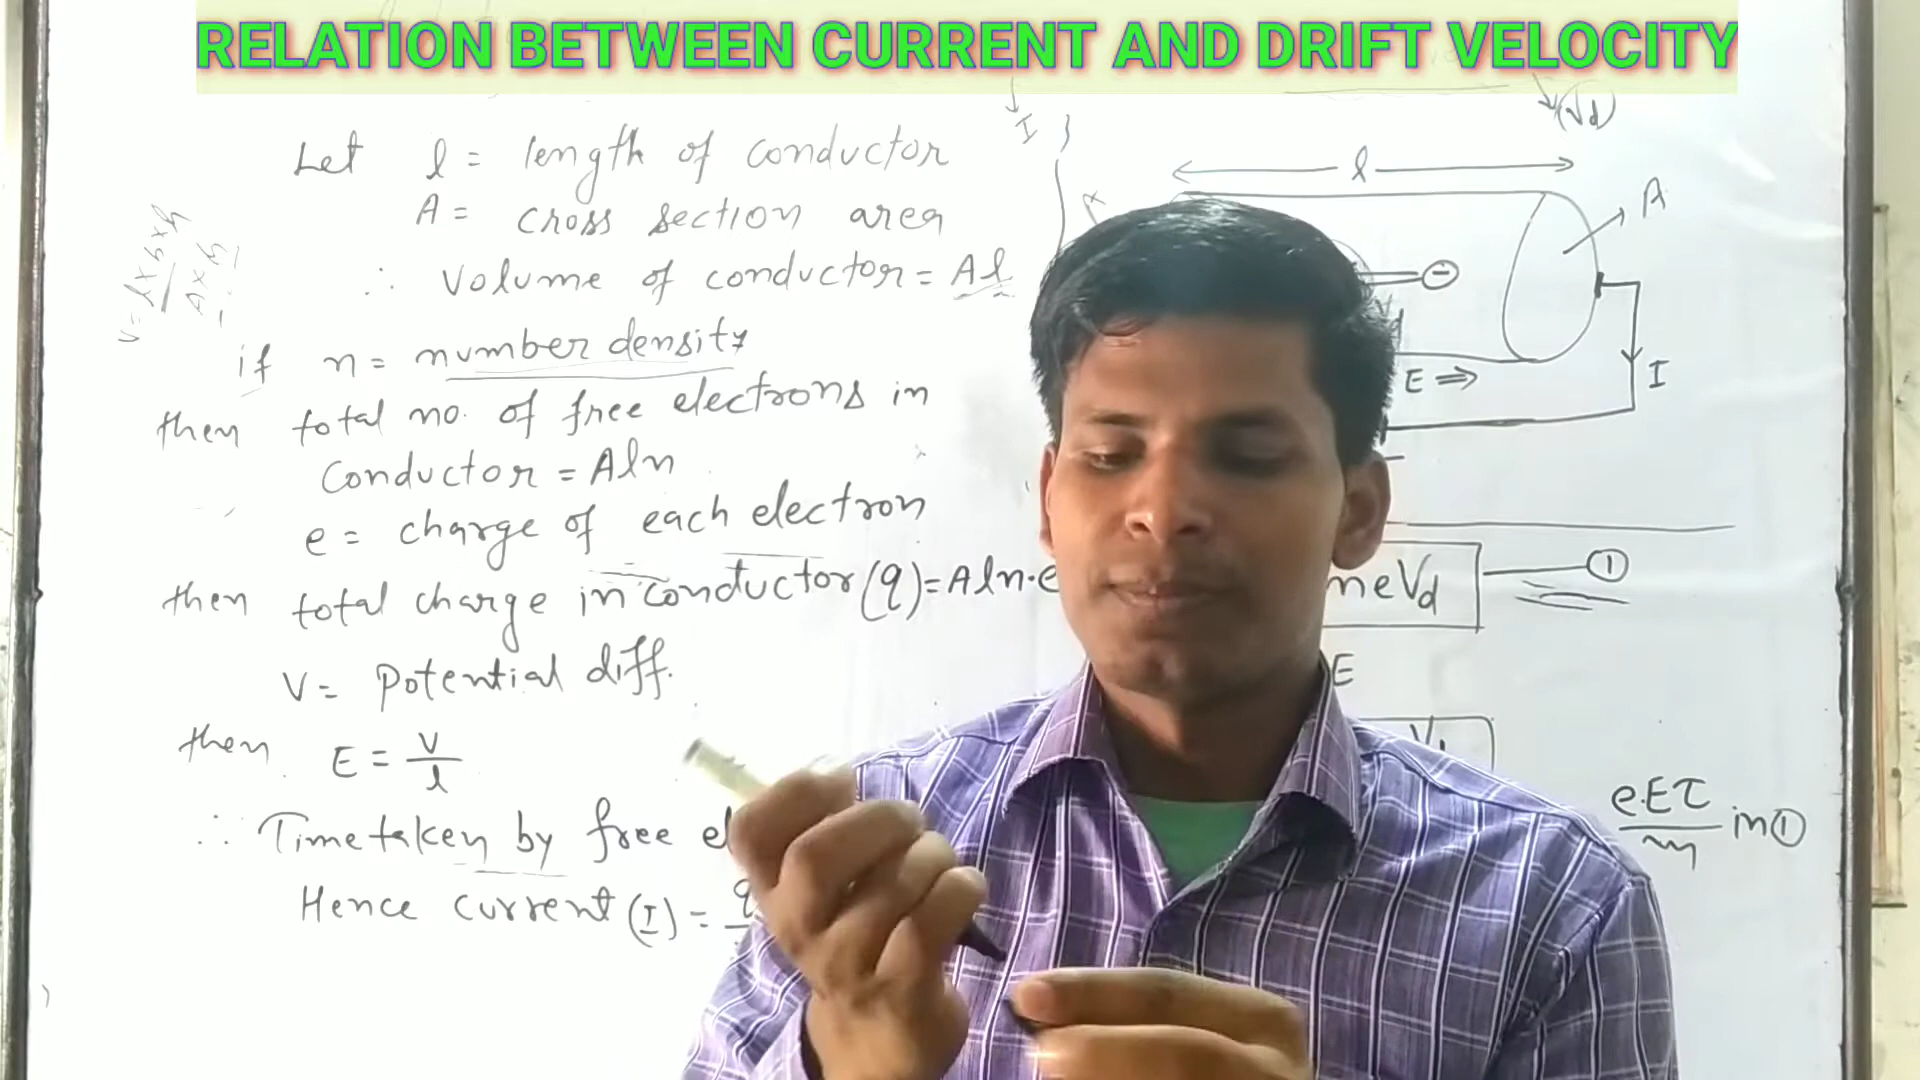 RELATION BETWEEN CURRENT AND DRIFT VELOCITY
Let l = length of conductor
A = cross section area
∴ Volume of conductor = Al
if n = number density
then total no. of free electrons in
Conductor = Aln
e = charge of each electron
then total charge in conductor (q) = Aln·e
V = Potential diff.
then E = V/l
∴ Time taken by free
Hence current (I) = q
I
(Vd)
l
A
−
E ⇒
I
neVd
1
E
eEτ/m in 1
V = l×b×h
A×h